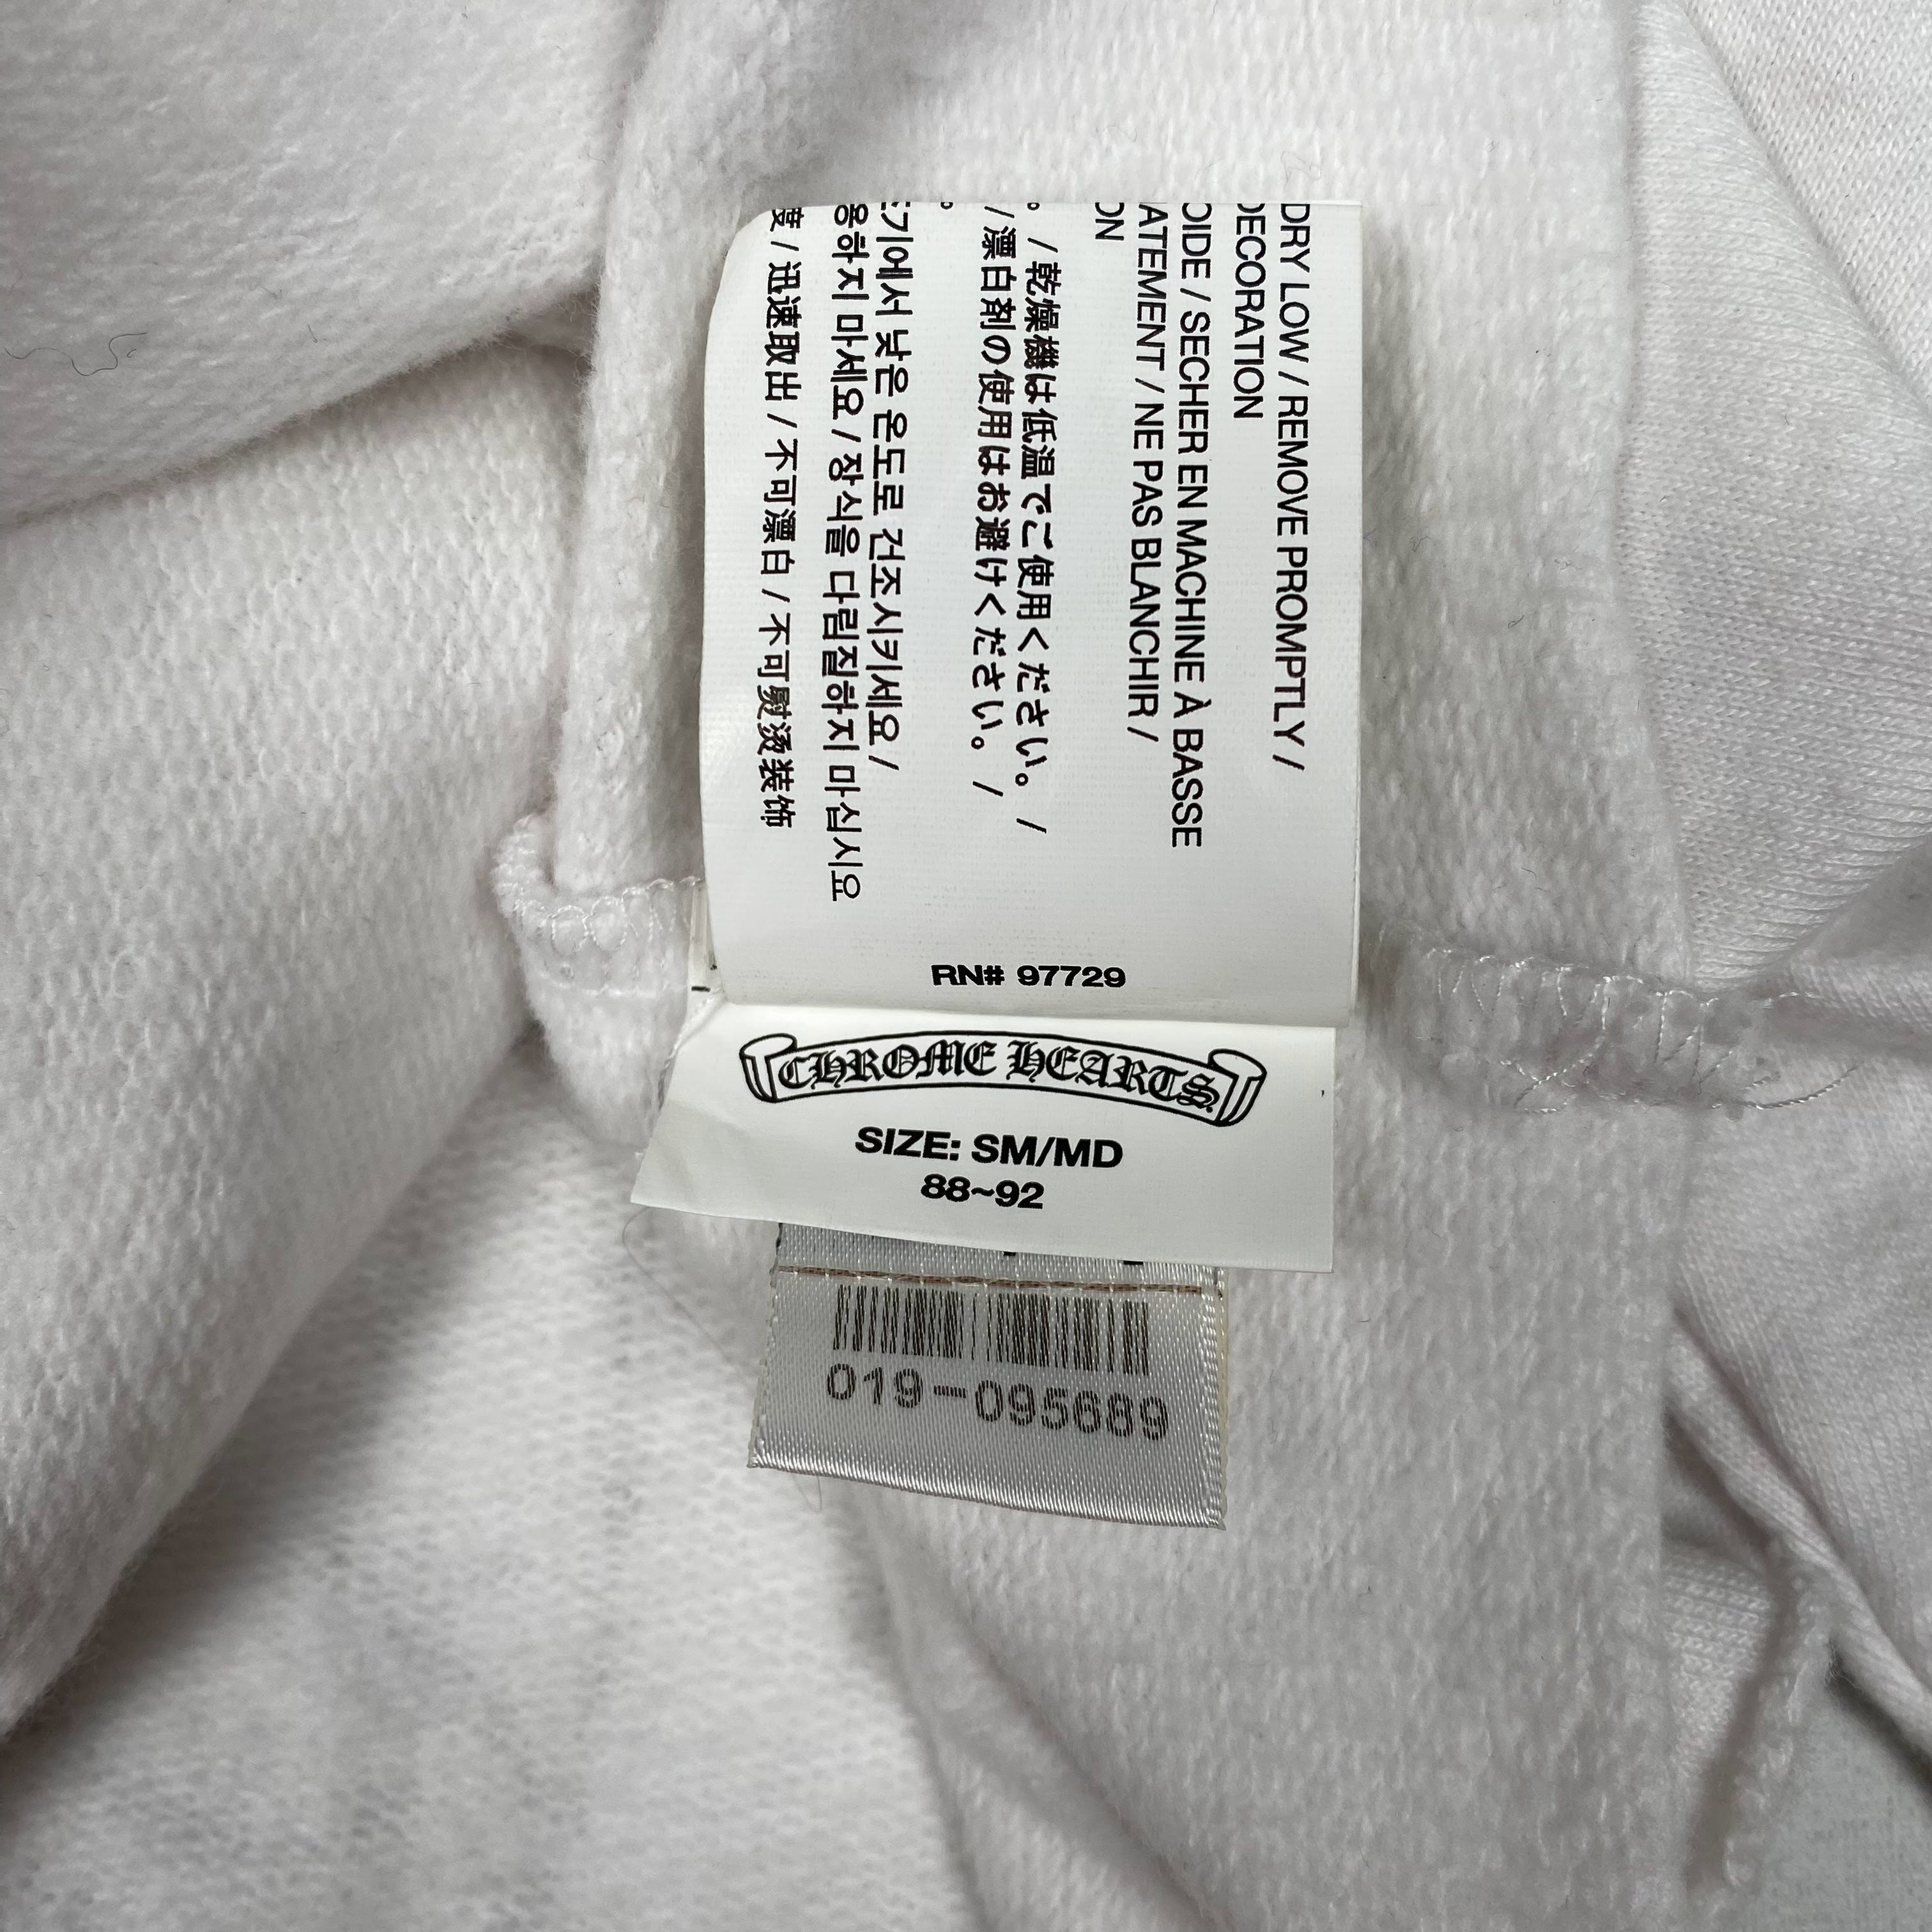 DRY LOW / REMOVE PROMPTLY /
DECORATION
OIDE / SECHER EN MACHINE À BASSE
ATEMENT / NE PAS BLANCHIR /
ON
。 / 乾燥機は低温でご使用ください。 /
/ 漂白剤の使用はお避けください。 /
。
기에서 낮은 온도로 건조시키세요 /
용하지 마세요 / 장식을 다림질하지 마십시요
度 / 迅速取出 / 不可漂白 / 不可熨烫装饰
RN# 97729
CHROME HEARTS
SIZE: SM/MD
88~92
019-095689